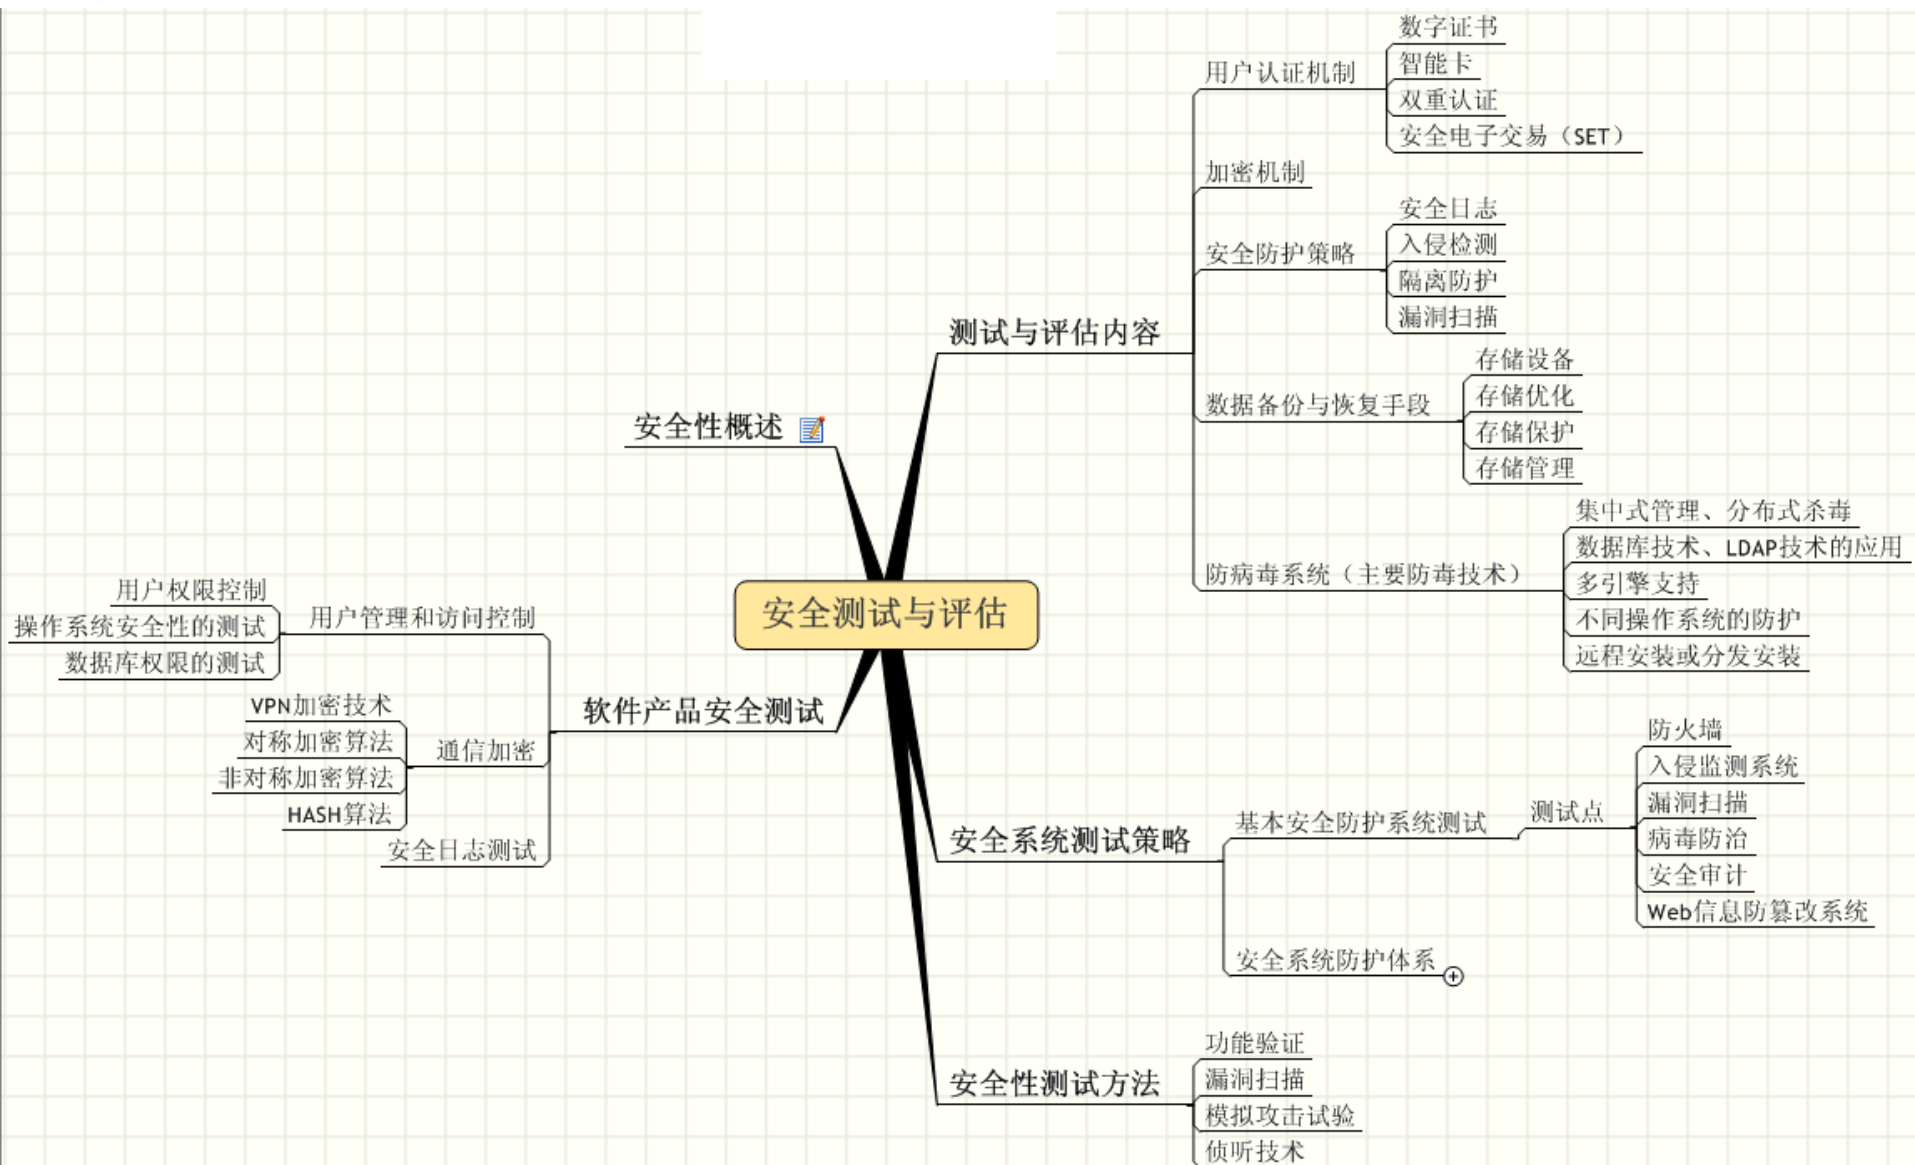 安全测试与评估
测试与评估内容
用户认证机制
数字证书
智能卡
双重认证
安全电子交易（SET）
加密机制
安全防护策略
安全日志
入侵检测
隔离防护
漏洞扫描
数据备份与恢复手段
存储设备
存储优化
存储保护
存储管理
防病毒系统（主要防毒技术）
集中式管理、分布式杀毒
数据库技术、LDAP技术的应用
多引擎支持
不同操作系统的防护
远程安装或分发安装
安全系统测试策略
基本安全防护系统测试
测试点
防火墙
入侵监测系统
漏洞扫描
病毒防治
安全审计
Web信息防篡改系统
安全系统防护体系
安全性测试方法
功能验证
漏洞扫描
模拟攻击试验
侦听技术
安全性概述
软件产品安全测试
用户管理和访问控制
用户权限控制
操作系统安全性的测试
数据库权限的测试
通信加密
VPN加密技术
对称加密算法
非对称加密算法
HASH算法
安全日志测试